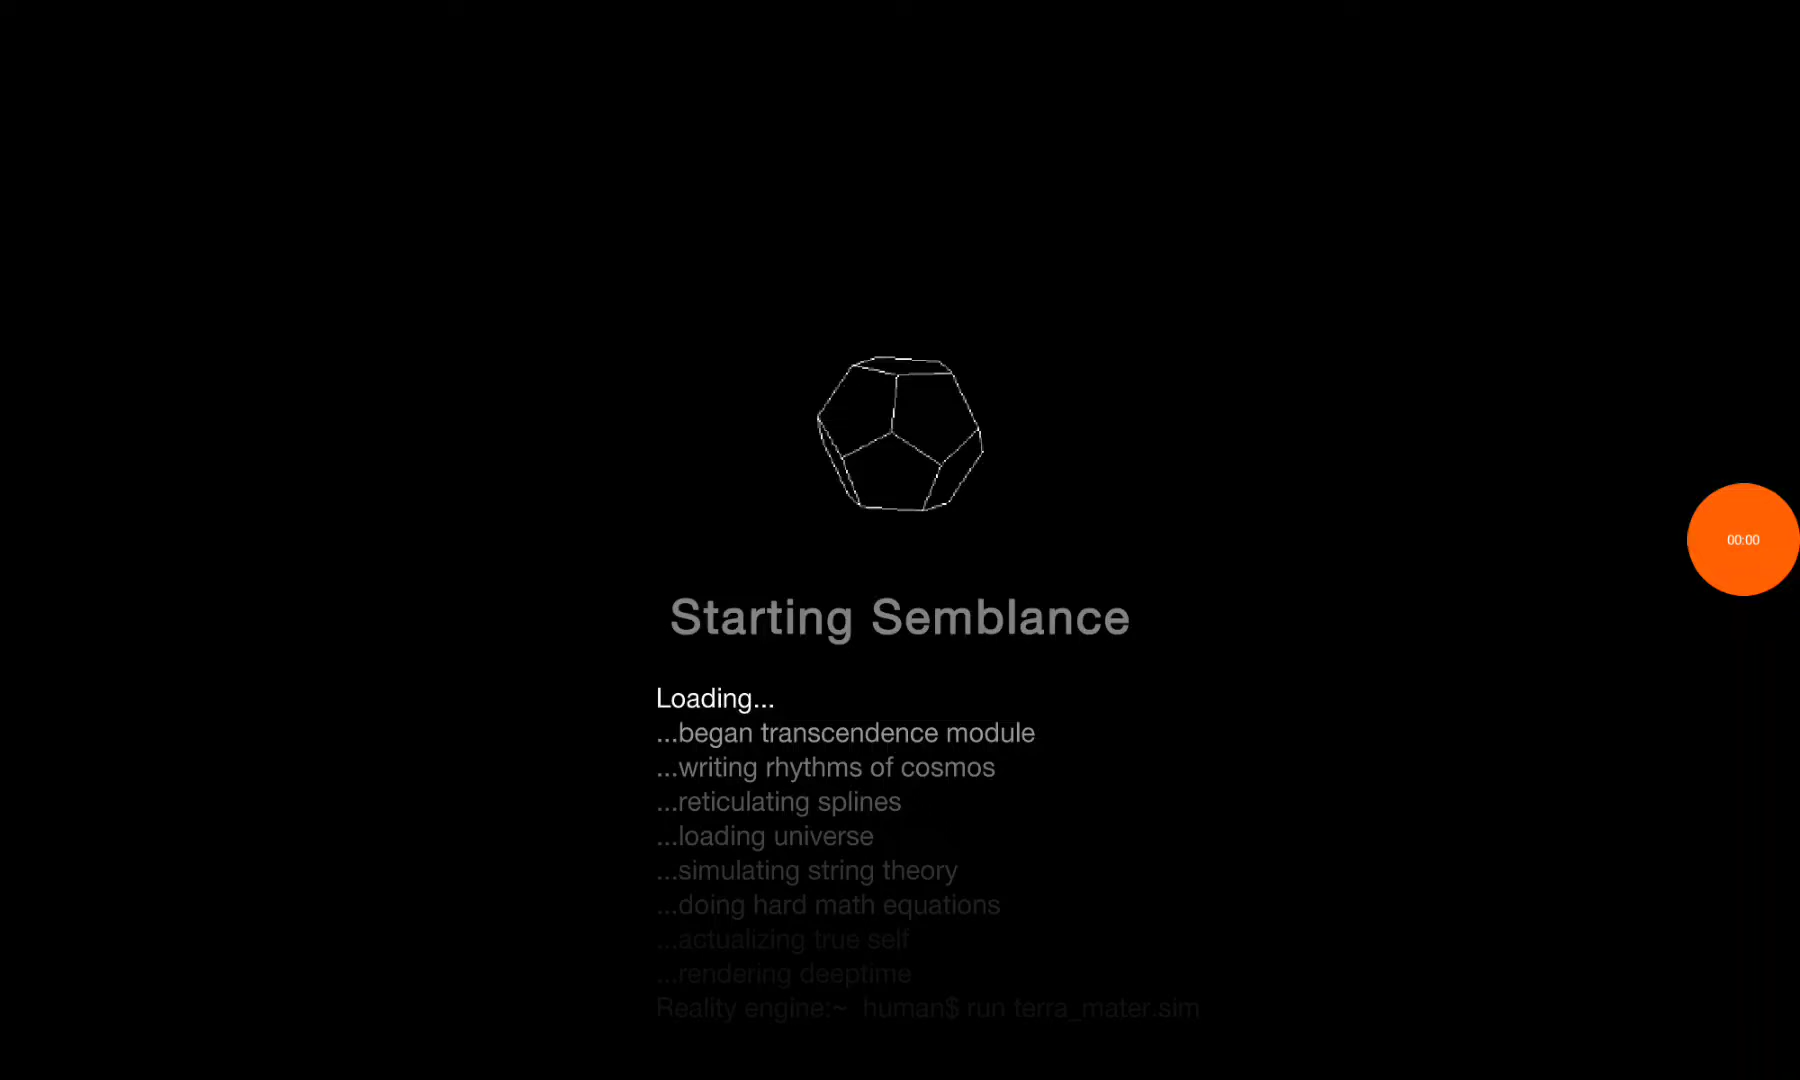 00:00
Starting Semblance
Loading...
...began transcendence module
...writing rhythms of cosmos
...reticulating splines
...loading universe
...simulating string theory
...doing hard math equations
...actualizing true self
...rendering deeptime
Reality engine:~ human$ run terra_mater.sim